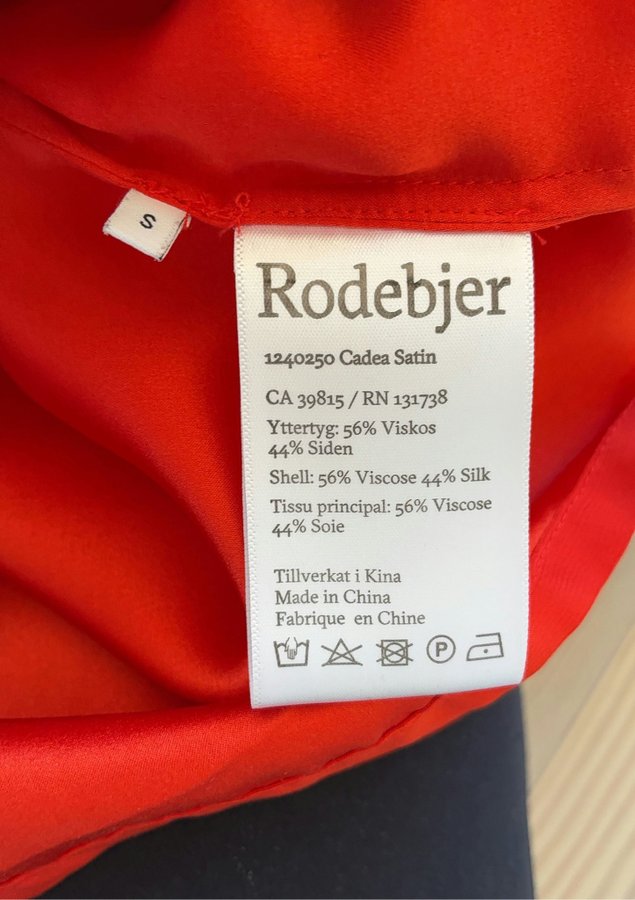 S
Rodebjer
1240250 Cadea Satin
CA 39815 / RN 131738
Yttertyg: 56% Viskos
44% Siden
Shell: 56% Viscose 44% Silk
Tissu principal: 56% Viscose
44% Soie
Tillverkat i Kina
Made in China
Fabrique en Chine
P